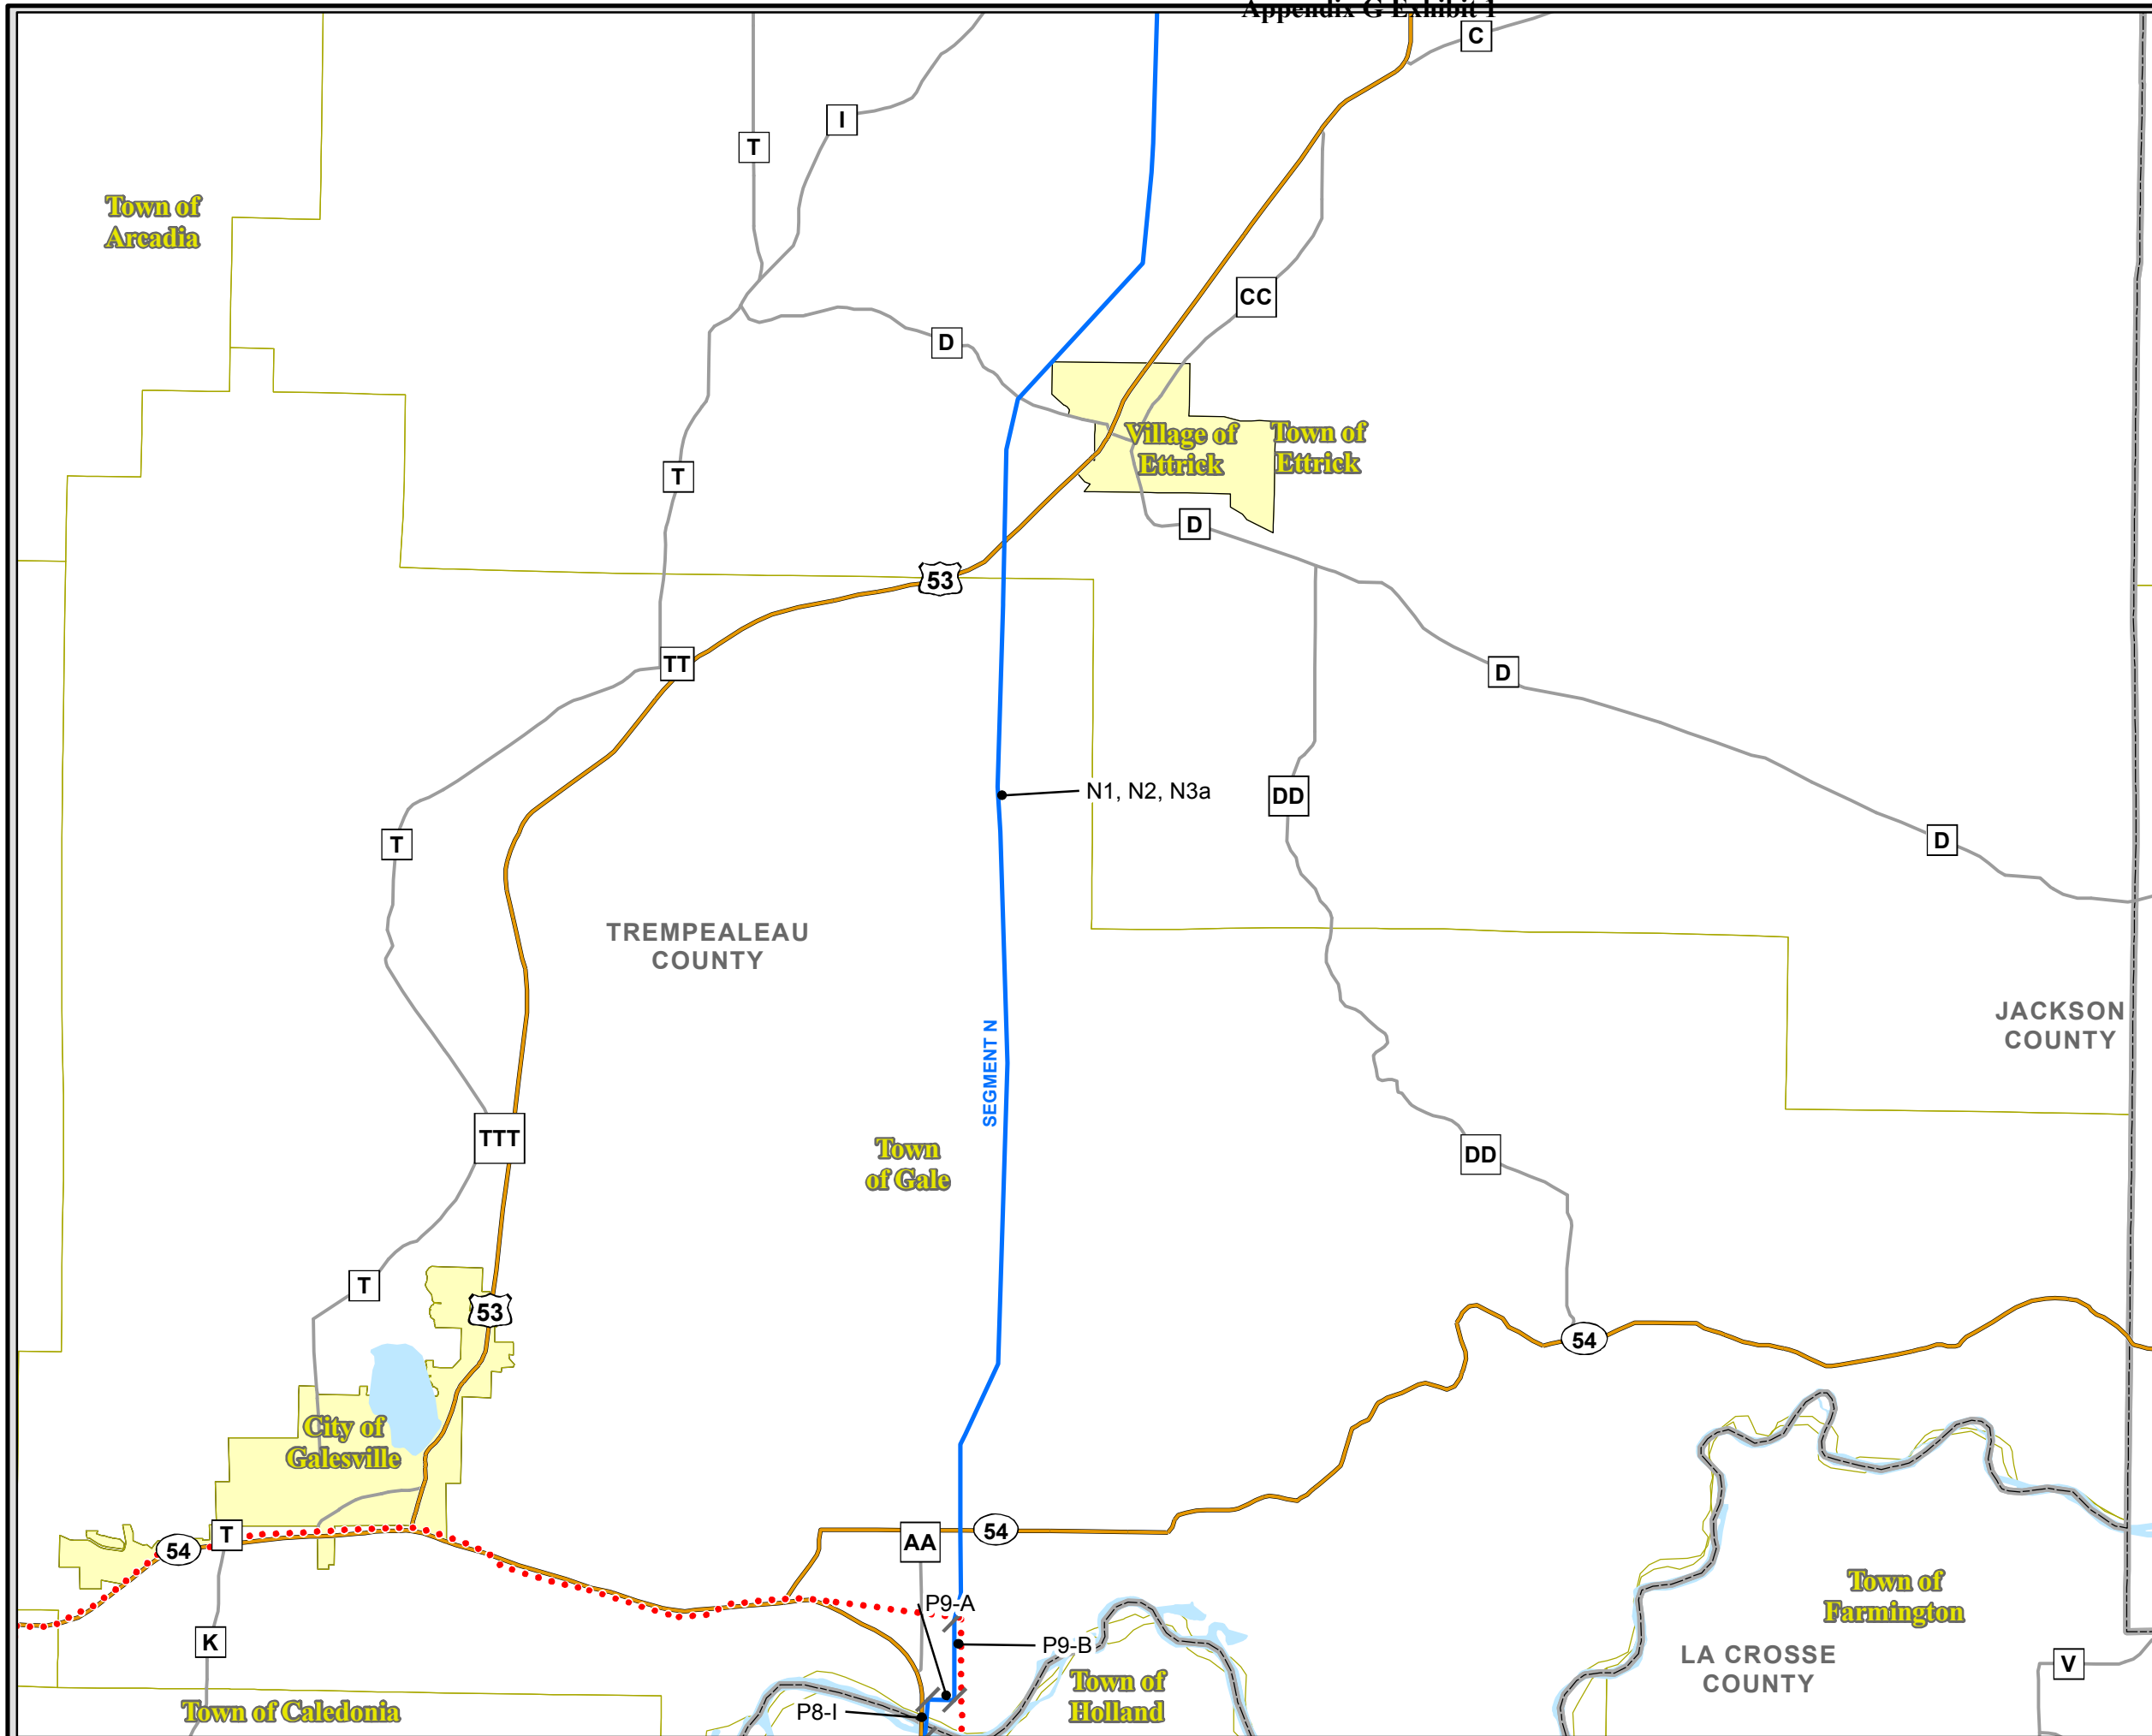 Appendix G Exhibit 1
C
I
T
Town of
Arcadia
CC
D
Village of
Ettrick
Town of
Ettrick
T
D
53
TT
D
N1, N2, N3a
DD
D
T
TREMPEALEAU
COUNTY
JACKSON
COUNTY
SEGMENT N
TTT
Town
of Gale
DD
T
53
54
City of
Galesville
T
54
AA
54
P9-A
Town of
Farmington
K
P9-B
LA CROSSE
COUNTY
V
Town of Caledonia
P8-I
Town of
Holland